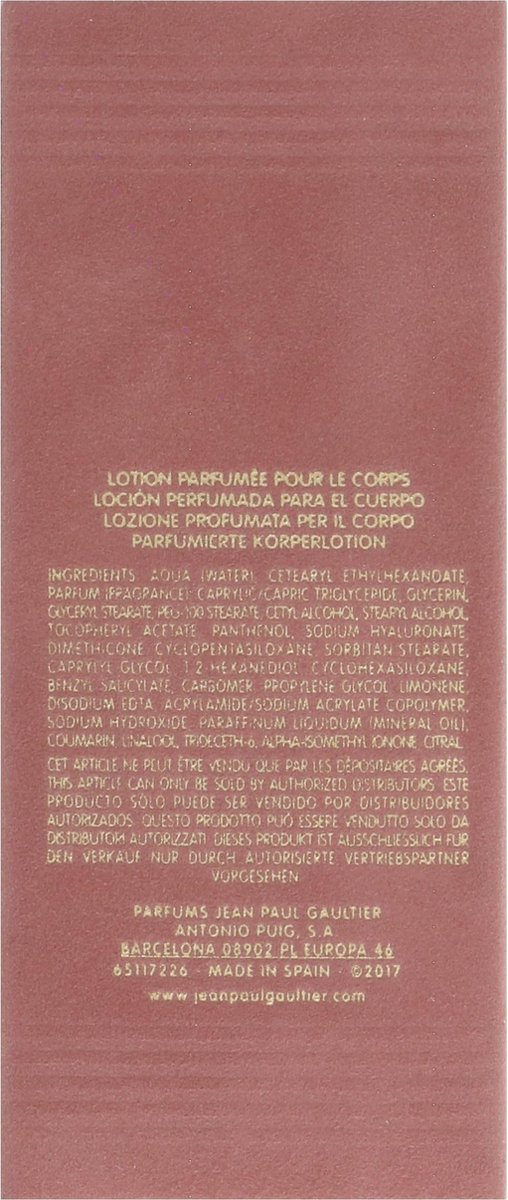 LOTION PARFUMÉE POUR LE CORPS
LOCIÓN PERFUMADA PARA EL CUERPO
LOZIONE PROFUMATA PER IL CORPO
PARFUMIERTE KORPERLOTION
INGREDIENTS: AQUA (WATER), CETEARYL ETHYLHEXANOATE,
PARFUM (FRAGRANCE), CAPRYLIC/CAPRIC TRIGLYCERIDE, GLYCERIN,
GLYCERYL STEARATE, PEG-100 STEARATE, CETYL ALCOHOL, STEARYL ALCOHOL,
TOCOPHERYL ACETATE, PANTHENOL, SODIUM HYALURONATE,
DIMETHICONE, CYCLOPENTASILOXANE, SORBITAN STEARATE,
CAPRYLYL GLYCOL, 1,2-HEXANEDIOL, CYCLOHEXASILOXANE,
BENZYL SALICYLATE, CARBOMER, PROPYLENE GLYCOL, LIMONENE,
DISODIUM EDTA, ACRYLAMIDE/SODIUM ACRYLATE COPOLYMER,
SODIUM HYDROXIDE, PARAFFINUM LIQUIDUM (MINERAL OIL),
COUMARIN, LINALOOL, TRIDECETH-6, ALPHA-ISOMETHYL IONONE, CITRAL.
CET ARTICLE NE PEUT ÊTRE VENDU QUE PAR LES DÉPOSITAIRES AGRÉÉS,
THIS ARTICLE CAN ONLY BE SOLD BY AUTHORIZED DISTRIBUTORS. ESTE
PRODUCTO SÓLO PUEDE SER VENDIDO POR DISTRIBUIDORES
AUTORIZADOS. QUESTO PRODOTTO PUÒ ESSERE VENDUTO SOLO DA
DISTRIBUTORI AUTORIZZATI. DIESES PRODUKT IST AUSSCHLIESSLICH FÜR
DEN VERKAUF NUR DURCH AUTORISIERTE VERTRIEBSPARTNER
VORGESEHEN
PARFUMS JEAN PAUL GAULTIER
ANTONIO PUIG, S.A.
BARCELONA 08902 PL EUROPA 46
65117226 · MADE IN SPAIN · ©2017
www.jeanpaulgaultier.com